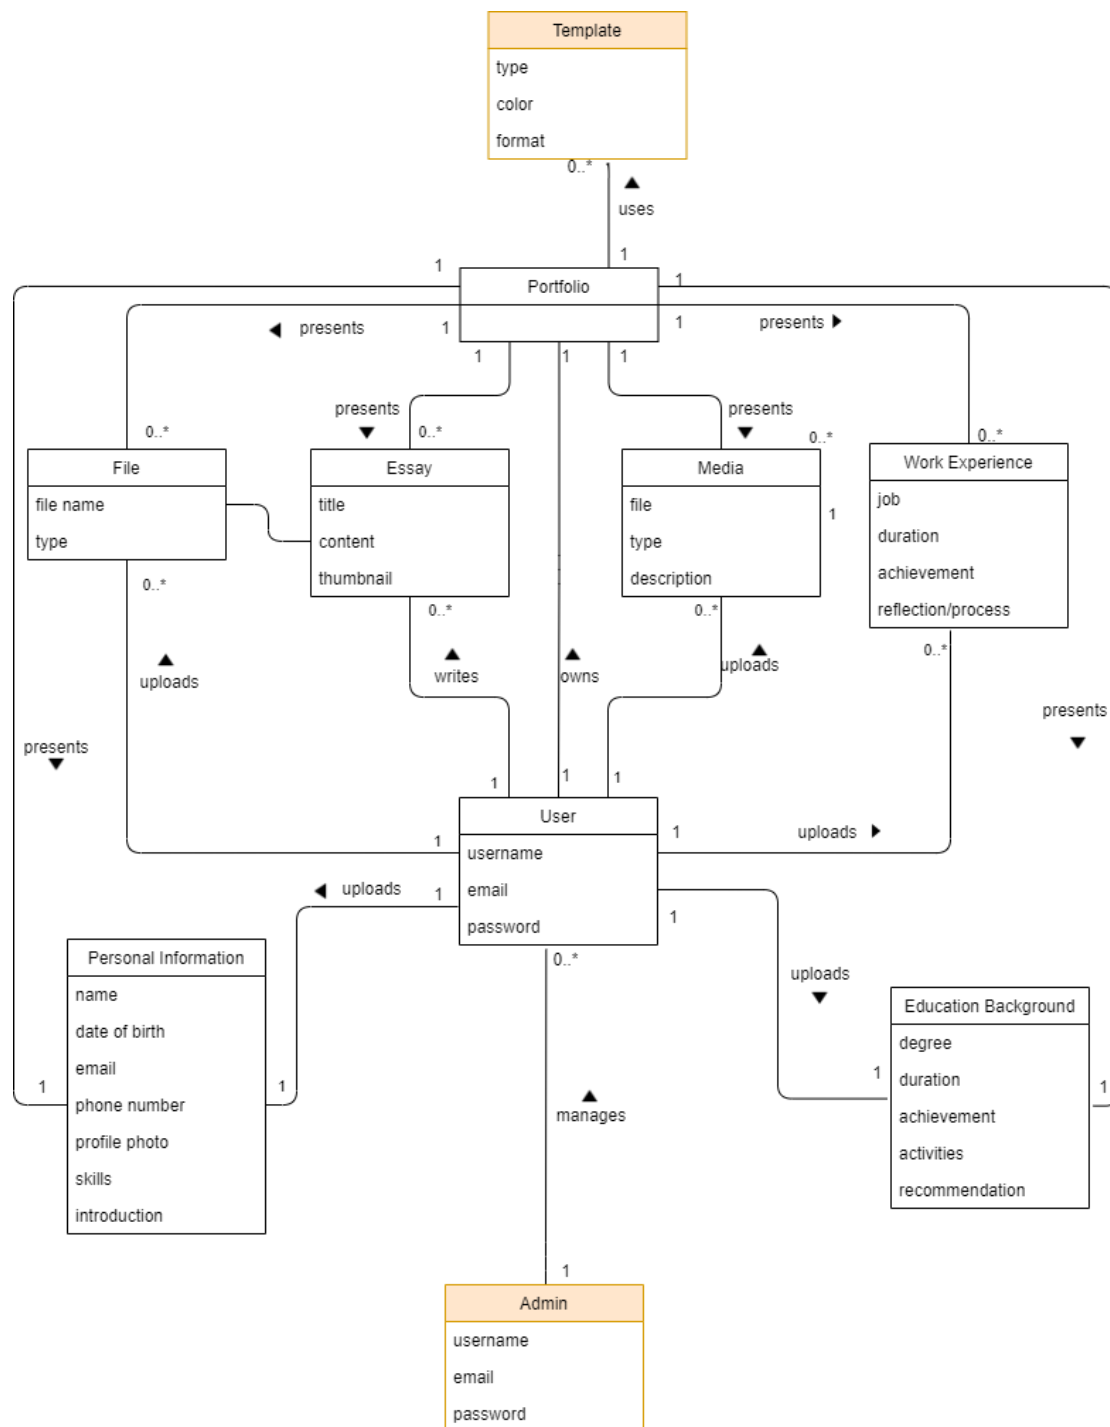 Template
type
color
format
0..*
uses
1
1
1
Portfolio
presents
1
1
1
1
1
presents
presents
presents
0..*
0..*
0..*
0..*
File
file name
type
Essay
title
content
thumbnail
Media
file
type
description
1
Work Experience
job
duration
achievement
reflection/process
0..*
0..*
0..*
0..*
uploads
writes
owns
uploads
presents
presents
1
1
1
User
username
email
password
1
1
uploads
uploads
1
1
uploads
0..*
Personal Information
name
date of birth
email
phone number
profile photo
skills
introduction
1
1
Education Background
degree
duration
achievement
activities
recommendation
1
1
manages
1
Admin
username
email
password